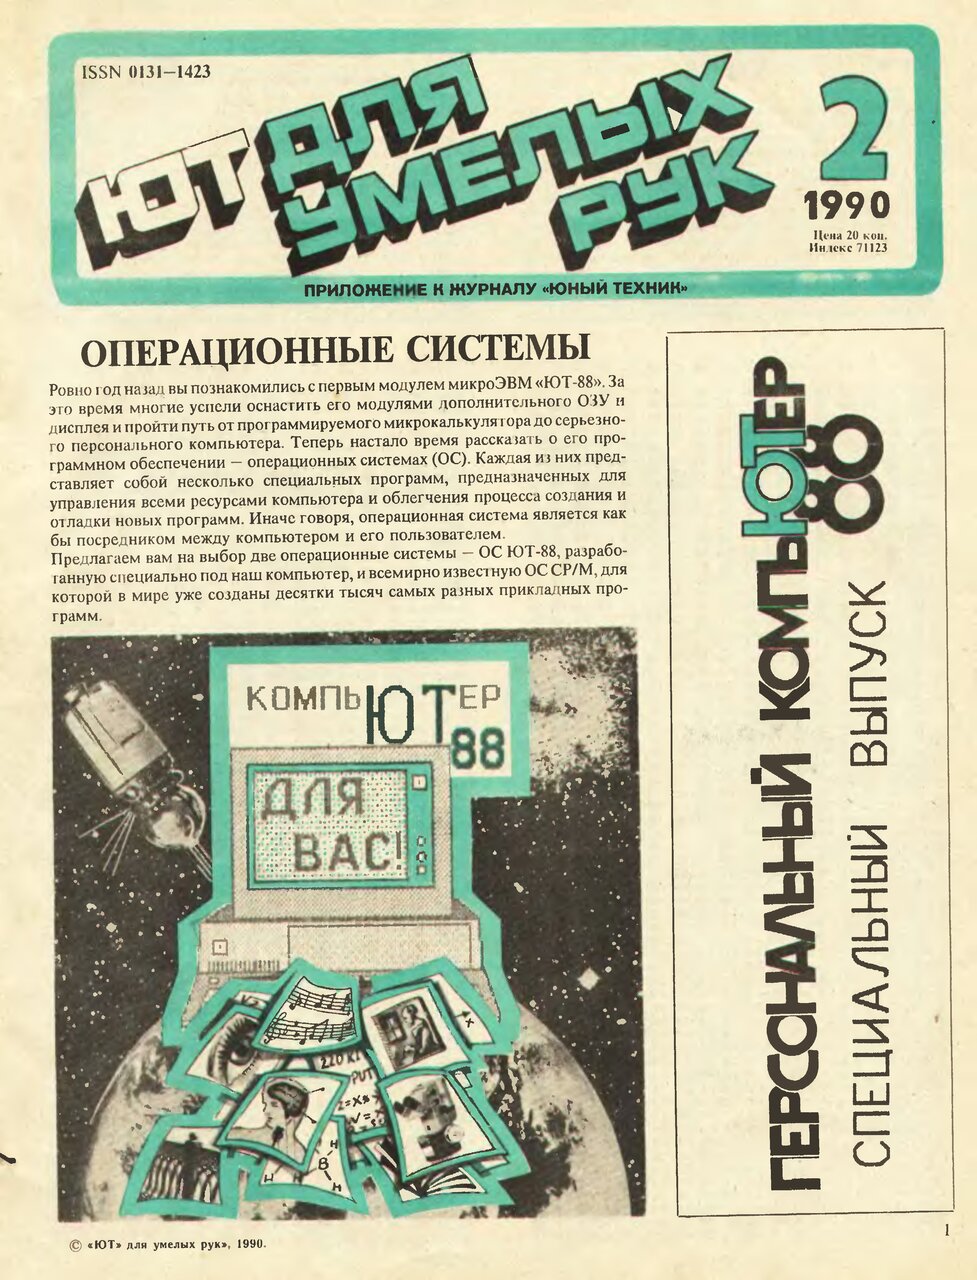 ISSN 0131—1423
ЮТ ДЛЯ
УМЕЛЫХ
РУК
2
1990
Цена 20 коп.
Индекс 71123
ПРИЛОЖЕНИЕ К ЖУРНАЛУ «ЮНЫЙ ТЕХНИК»
ОПЕРАЦИОННЫЕ СИСТЕМЫ
Ровно год назад вы познакомились с первым модулем микроЭВМ «ЮТ-88». За
это время многие успели оснастить его модулями дополнительного ОЗУ и
дисплея и пройти путь от программируемого микрокалькулятора до серьезно-
го персонального компьютера. Теперь настало время рассказать о его про-
граммном обеспечении — операционных системах (ОС). Каждая из них пред-
ставляет собой несколько специальных программ, предназначенных для
управления всеми ресурсами компьютера и облегчения процесса создания и
отладки новых программ. Иначе говоря, операционная система является как
бы посредником между компьютером и его пользователем.
Предлагаем вам на выбор две операционные системы — ОС ЮТ-88, разрабо-
танную специально под наш компьютер, и всемирно известную ОС СР/М, для
которой в мире уже созданы десятки тысяч самых разных прикладных про-
грамм.
КОМПЬЮТЕР
88
ДЛЯ
ВАС!
X
220 KI
PUT
B
H
H
H
H
ПЕРСОНАЛЬНЫЙ КОМПЬЮТЕР
88
СПЕЦИАЛЬНЫЙ ВЫПУСК
© «ЮТ» для умелых рук», 1990.
1